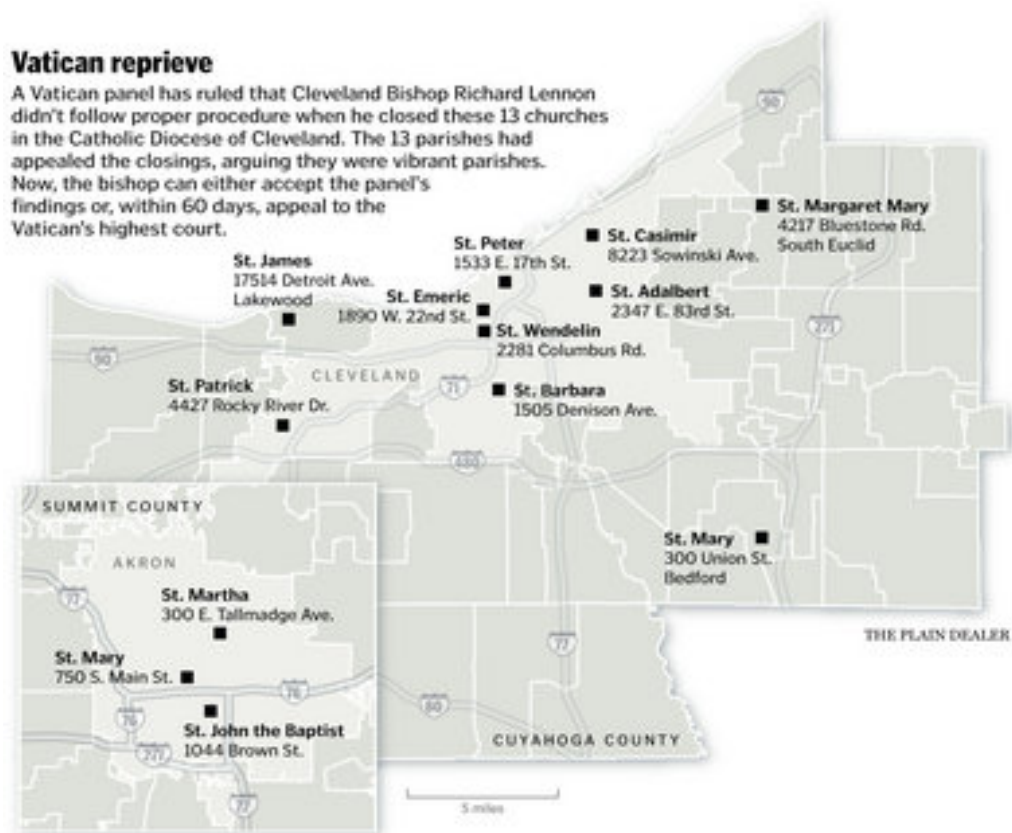 Vatican reprieve
A Vatican panel has ruled that Cleveland Bishop Richard Lennon
didn't follow proper procedure when he closed these 13 churches
in the Catholic Diocese of Cleveland. The 13 parishes had
appealed the closings, arguing they were vibrant parishes.
Now, the bishop can either accept the panel's
findings or, within 60 days, appeal to the
Vatican's highest court.
90
St. Margaret Mary
4217 Bluestone Rd.
South Euclid
St. Casimir
8223 Sowinski Ave.
St. Peter
1533 E. 17th St.
St. James
17514 Detroit Ave.
Lakewood
St. Emeric
1890 W. 22nd St.
St. Adalbert
2347 E. 83rd St.
St. Wendelin
2281 Columbus Rd.
271
90
CLEVELAND
71
St. Patrick
4427 Rocky River Dr.
St. Barbara
1505 Denison Ave.
480
St. Mary
300 Union St.
Bedford
SUMMIT COUNTY
AKRON
77
St. Martha
300 E. Tallmadge Ave.
St. Mary
750 S. Main St.
76
76
St. John the Baptist
1044 Brown St.
277
77
77
80
CUYAHOGA COUNTY
THE PLAIN DEALER
5 miles